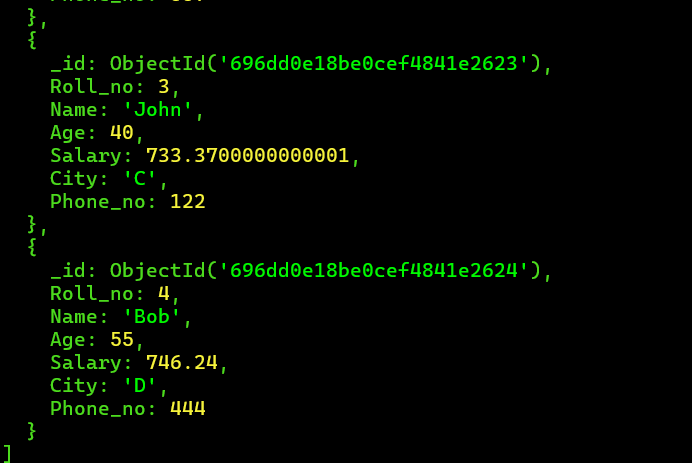 },
{
_id: ObjectId('696dd0e18be0cef4841e2623'),
Roll_no: 3,
Name: 'John',
Age: 40,
Salary: 733.3700000000001,
City: 'C',
Phone_no: 122
},
{
_id: ObjectId('696dd0e18be0cef4841e2624'),
Roll_no: 4,
Name: 'Bob',
Age: 55,
Salary: 746.24,
City: 'D',
Phone_no: 444
}
]